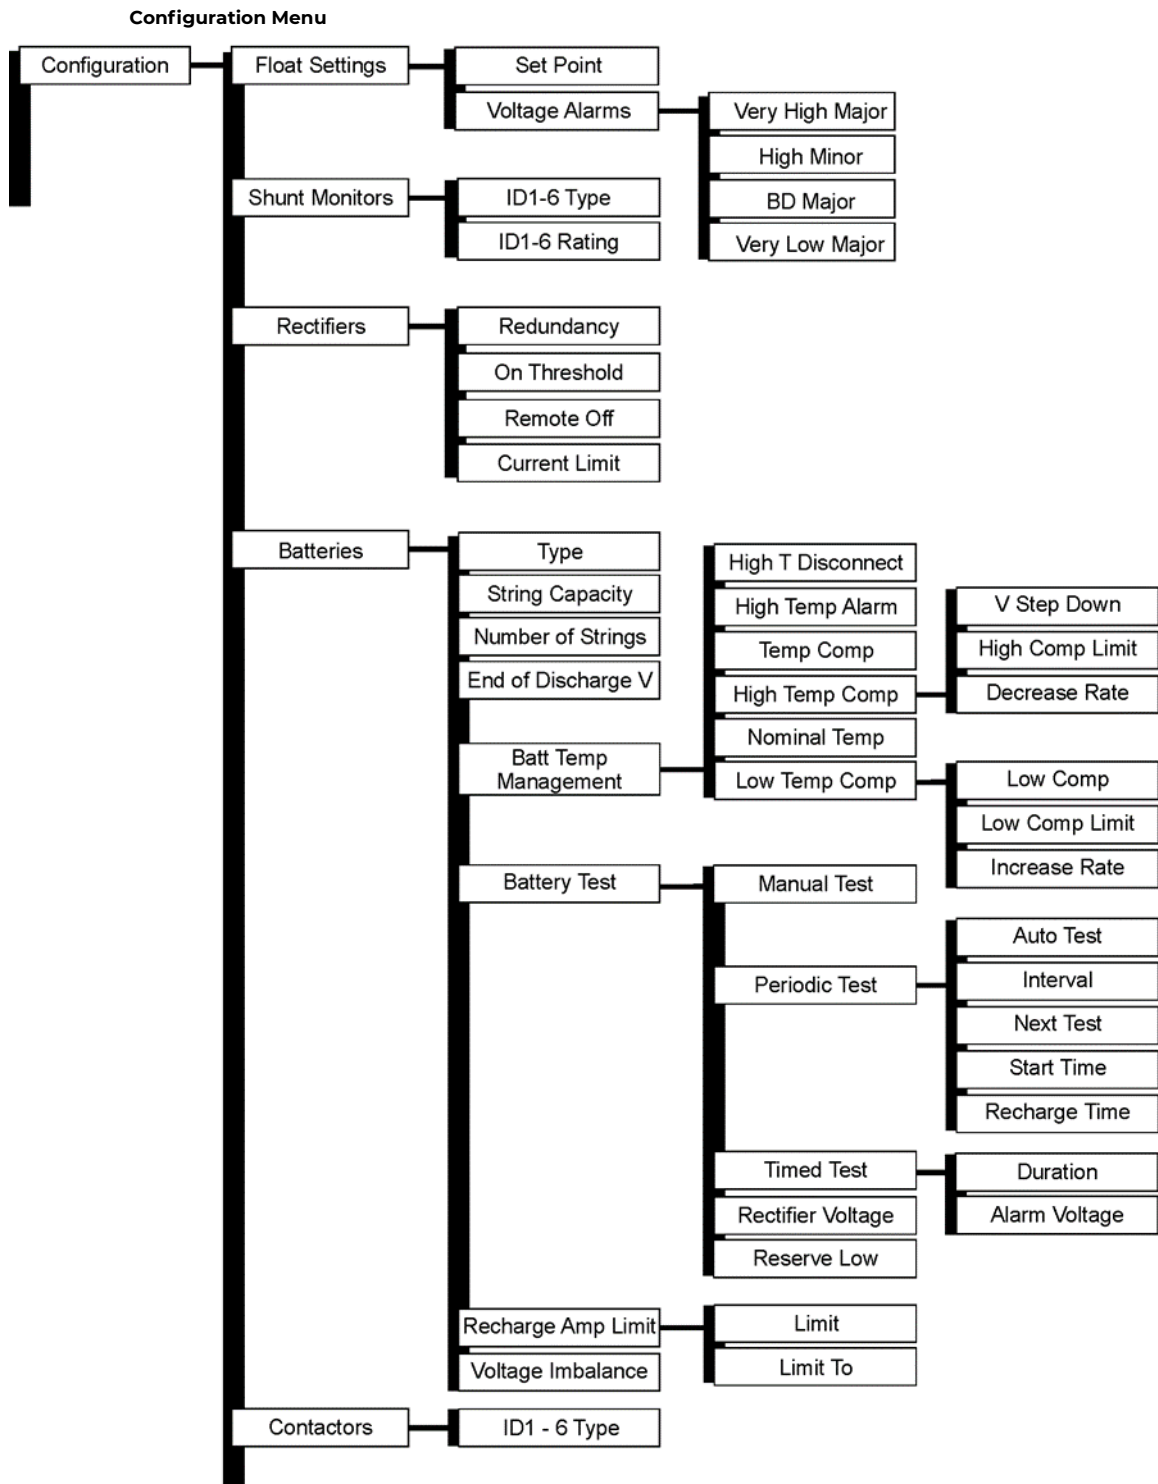 Configuration Menu
Configuration
Float Settings
Set Point
Voltage Alarms
Very High Major
High Minor
BD Major
Very Low Major
Shunt Monitors
ID1-6 Type
ID1-6 Rating
Rectifiers
Redundancy
On Threshold
Remote Off
Current Limit
Batteries
Type
String Capacity
Number of Strings
End of Discharge V
Batt Temp
Management
High T Disconnect
High Temp Alarm
Temp Comp
High Temp Comp
V Step Down
High Comp Limit
Decrease Rate
Nominal Temp
Low Temp Comp
Low Comp
Low Comp Limit
Increase Rate
Battery Test
Manual Test
Periodic Test
Auto Test
Interval
Next Test
Start Time
Recharge Time
Timed Test
Duration
Alarm Voltage
Rectifier Voltage
Reserve Low
Recharge Amp Limit
Limit
Limit To
Voltage Imbalance
Contactors
ID1 - 6 Type